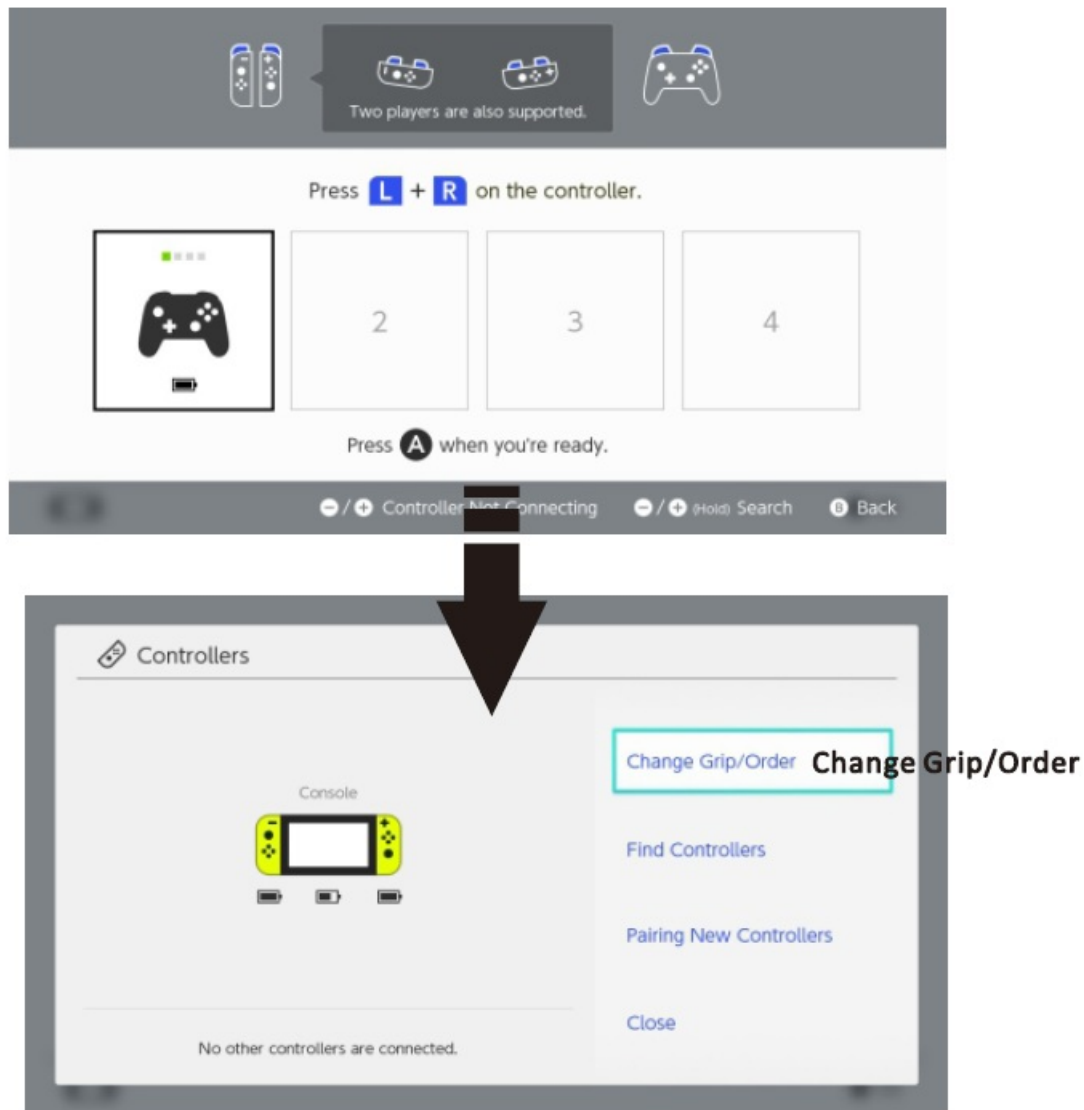 Two players are also supported.
Press L + R on the controller.
2
3
4
Press A when you're ready.
-/+ Controller Not Connecting -/+ (Hold) Search B Back
Controllers
Console
Change Grip/Order Change Grip/Order
Find Controllers
Pairing New Controllers
Close
No other controllers are connected.